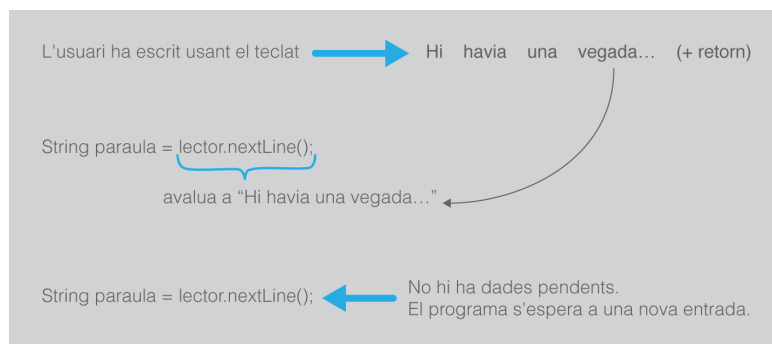 L'usuari ha escrit usant el teclat Hi havia una vegada… (+ retorn)
String paraula = lector.nextLine();
avalua a “Hi havia una vegada…”
String paraula = lector.nextLine();
No hi ha dades pendents.
El programa s'espera a una nova entrada.